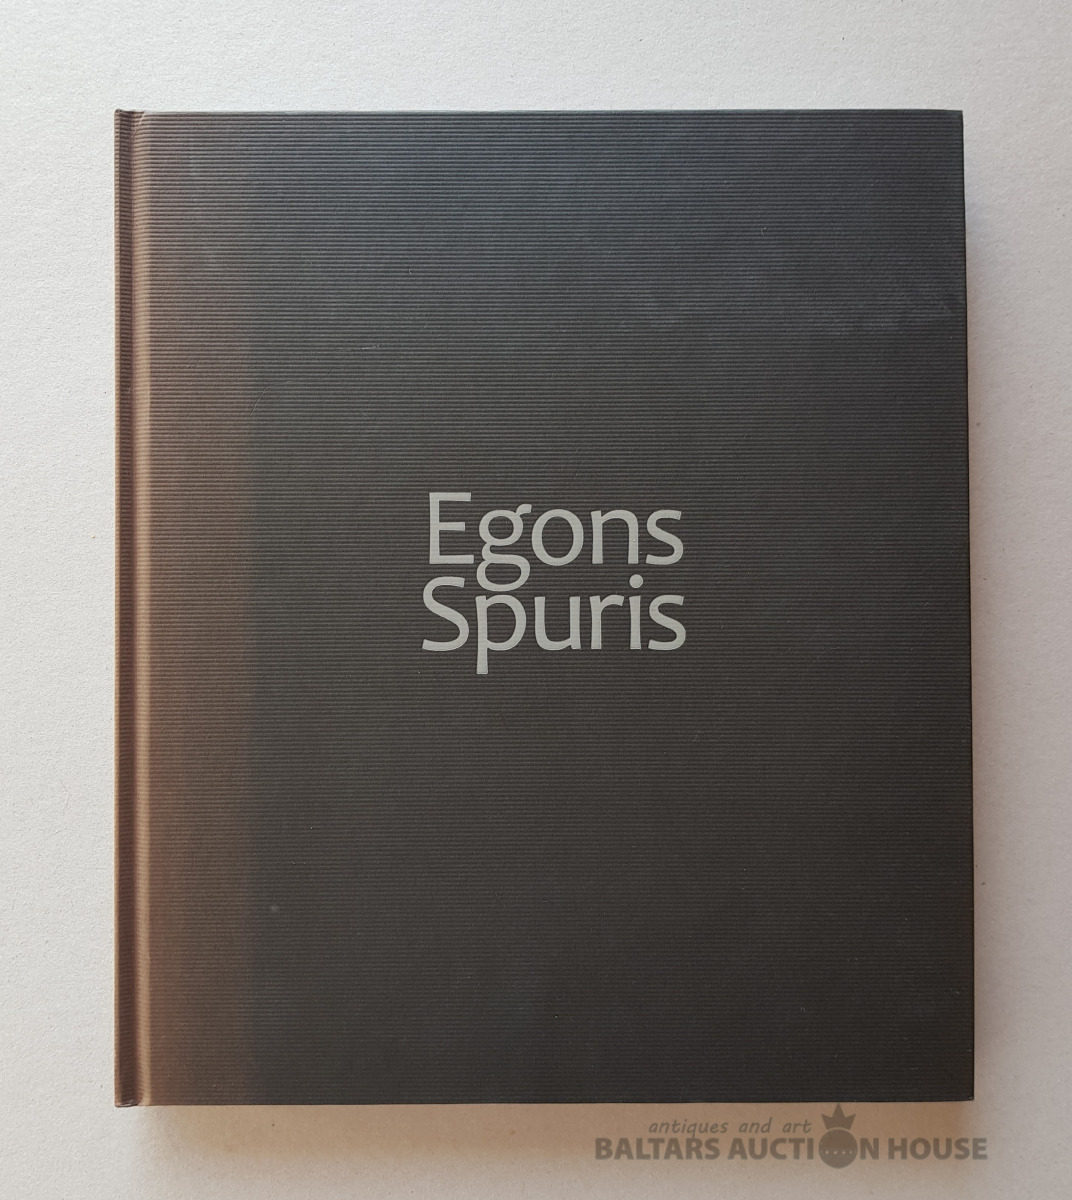 Egons
Spuris
antiques and art
BALTARS AUCTION HOUSE